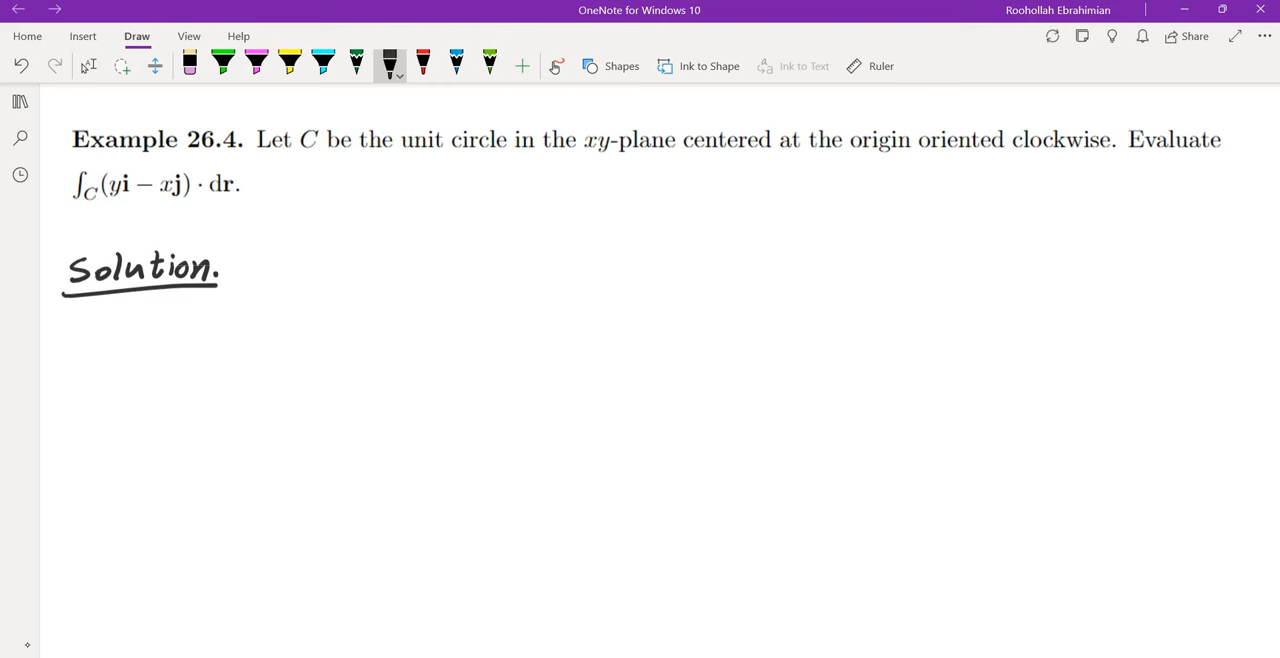 OneNote for Windows 10
Roohollah Ebrahimian
Home Insert Draw View Help
Share
Shapes Ink to Shape Ink to Text Ruler
Example 26.4. Let C be the unit circle in the xy-plane centered at the origin oriented clockwise. Evaluate
∫_C (yi − xj) · dr.
Solution.